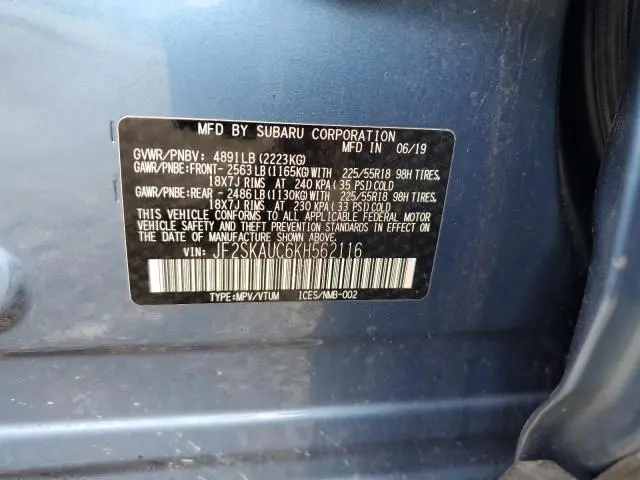 MFD BY SUBARU CORPORATION
MFD IN 06/19
GVWR/PNBV: 4891LB(2223KG)
GAWR/PNBE:FRONT- 2563LB(1165KG)WITH 225/55R18 98H TIRES,
18X7J RIMS AT 240 KPA(35 PSI)COLD
GAWR/PNBE:REAR -2486LB(1130KG)WITH 225/55R18 98H TIRES,
18X7J RIMS AT 230 KPA(33 PSI)COLD
THIS VEHICLE CONFORMS TO ALL APPLICABLE FEDERAL MOTOR
VEHICLE SAFETY AND THEFT PREVENTION STANDARDS IN EFFECT
ON THE DATE OF MANUFACTURE SHOWN ABOVE.
VIN: JF2SKAUC6KH562116
TYPE:MPV/VTUM ICES/NMB-002